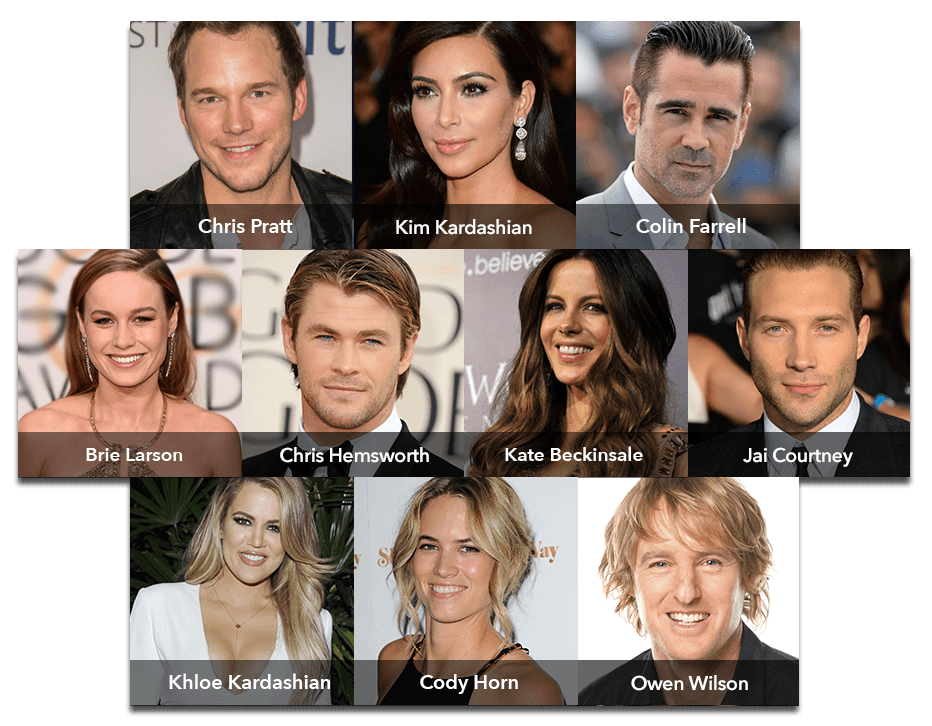 Chris Pratt
Kim Kardashian
Colin Farrell
.believe
Brie Larson
Chris Hemsworth
Kate Beckinsale
Jai Courtney
Khloe Kardashian
Cody Horn
Owen Wilson